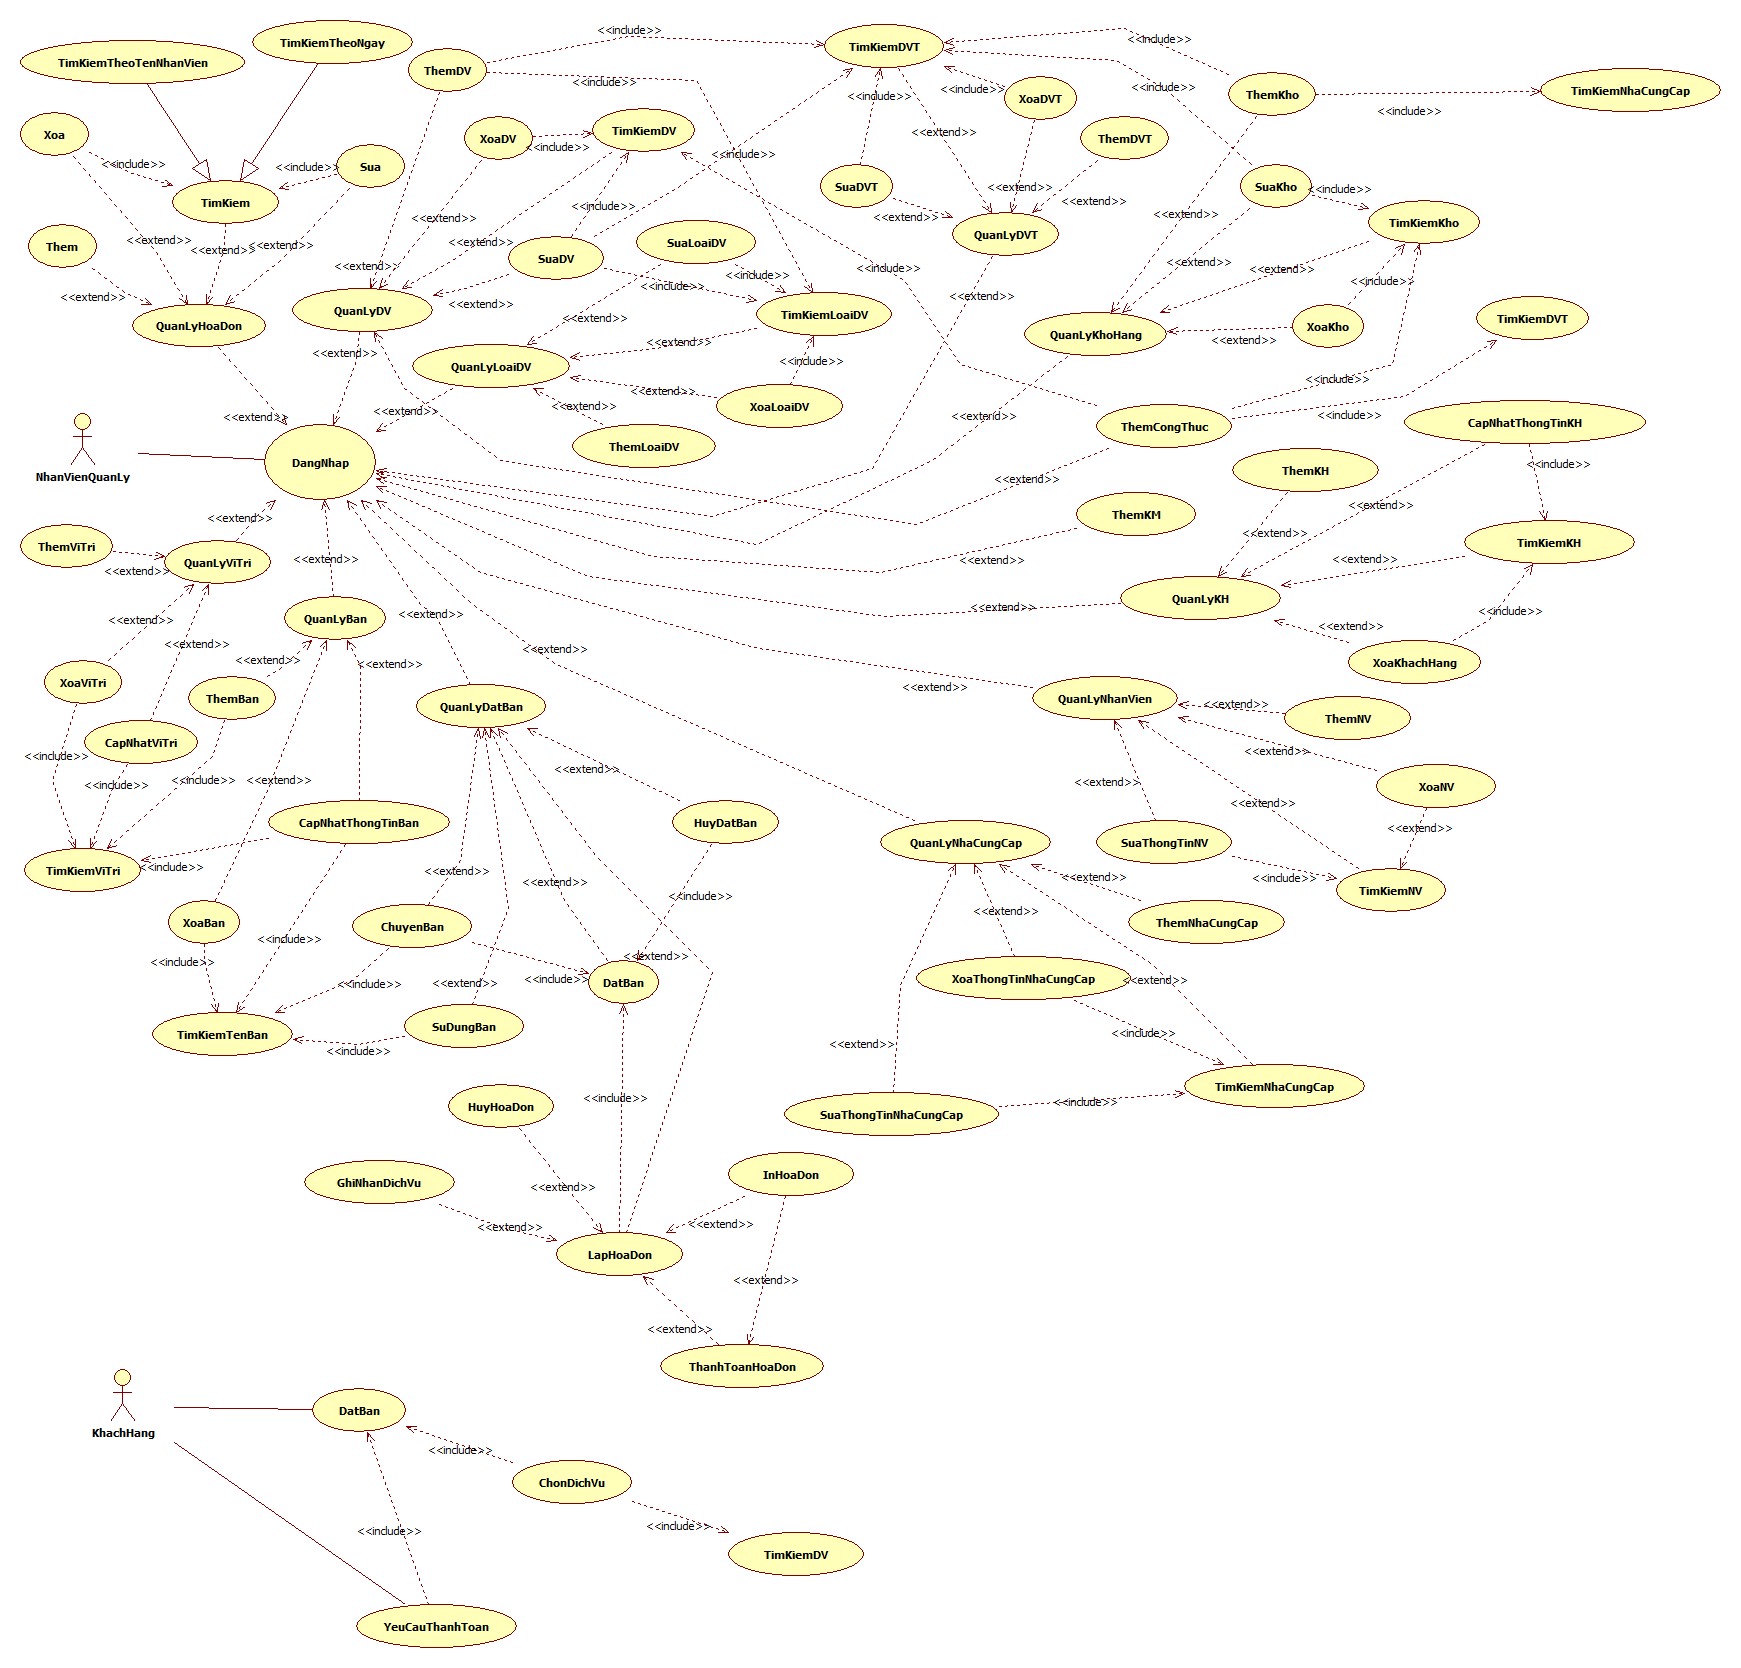 TimKiemTheoNgay
TimKiemTheoTenNhanVien
<<include>>
TimKiemDVT
<<include>>
ThemDV
<<include>>
<<include>>
<<include>>
<<include>>
TimKiemNhaCungCap
ThemKho
XoaDVT
<<include>>
<<include>>
Xoa
XoaDV
TimKiemDV
<<extend>>
ThemDVT
<<include>>
<<include>>
<<include>>
<<include>>
Sua
SuaDVT
<<extend>>
SuaKho
<<include>>
TimKiem
<<include>>
<<extend>>
<<extend>>
<<extend>>
<<extend>>
<<extend>>
TimKiemKho
QuanLyDVT
Them
<<extend>>
<<extend>>
<<extend>>
<<extend>>
SuaLoaiDV
SuaDV
<<extend>>
<<include>>
<<extend>>
<<include>>
<<include>>
<<include>>
<<extend>>
<<extend>>
<<extend>>
QuanLyDV
TimKiemLoaiDV
QuanLyHoaDon
<<extend>>
TimKiemDVT
XoaKho
QuanLyKhoHang
<<extend>>
<<extend>>
<<extend>>
<<include>>
QuanLyLoaiDV
<<include>>
<<extend>>
XoaLoaiDV
<<extend>>
<<extend>>
<<extend>>
<<extend>>
<<include>>
ThemCongThuc
CapNhatThongTinKH
ThemLoaiDV
DangNhap
<<include>>
ThemKH
NhanVienQuanLy
ThemKM
<<extend>>
<<extend>>
TimKiemKH
ThemViTri
<<extend>>
<<extend>>
<<extend>>
QuanLyViTri
<<extend>>
QuanLyKH
<<extend>>
<<extend>>
<<include>>
QuanLyBan
<<extend>>
<<extend>>
<<extend>>
<<extend>>
<<extend>>
<<extend>>
XoaKhachHang
XoaViTri
<<extend>>
ThemBan
QuanLyNhanVien
QuanLyDatBan
<<extend>>
ThemNV
CapNhatViTri
<<extend>>
<<include>>
<<extend>>
<<include>>
<<include>>
<<extend>>
<<extend>>
XoaNV
<<extend>>
CapNhatThongTinBan
HuyDatBan
<<extend>>
QuanLyNhaCungCap
SuaThongTinNV
<<include>>
TimKiemViTri
<<extend>>
<<extend>>
<<include>>
TimKiemNV
<<extend>>
<<include>>
<<extend>>
XoaBan
ChuyenBan
ThemNhaCungCap
<<include>>
<<extend>>
<<include>>
XoaThongTinNhaCungCap
<<extend>>
<<include>>
<<extend>>
<<include>>
DatBan
SuDungBan
TimKiemTenBan
<<include>>
<<include>>
<<extend>>
TimKiemNhaCungCap
<<include>>
<<include>>
HuyHoaDon
SuaThongTinNhaCungCap
InHoaDon
GhiNhanDichVu
<<extend>>
<<extend>>
<<extend>>
LapHoaDon
<<extend>>
<<extend>>
ThanhToanHoaDon
DatBan
KhachHang
<<include>>
ChonDichVu
<<include>>
<<include>>
TimKiemDV
YeuCauThanhToan